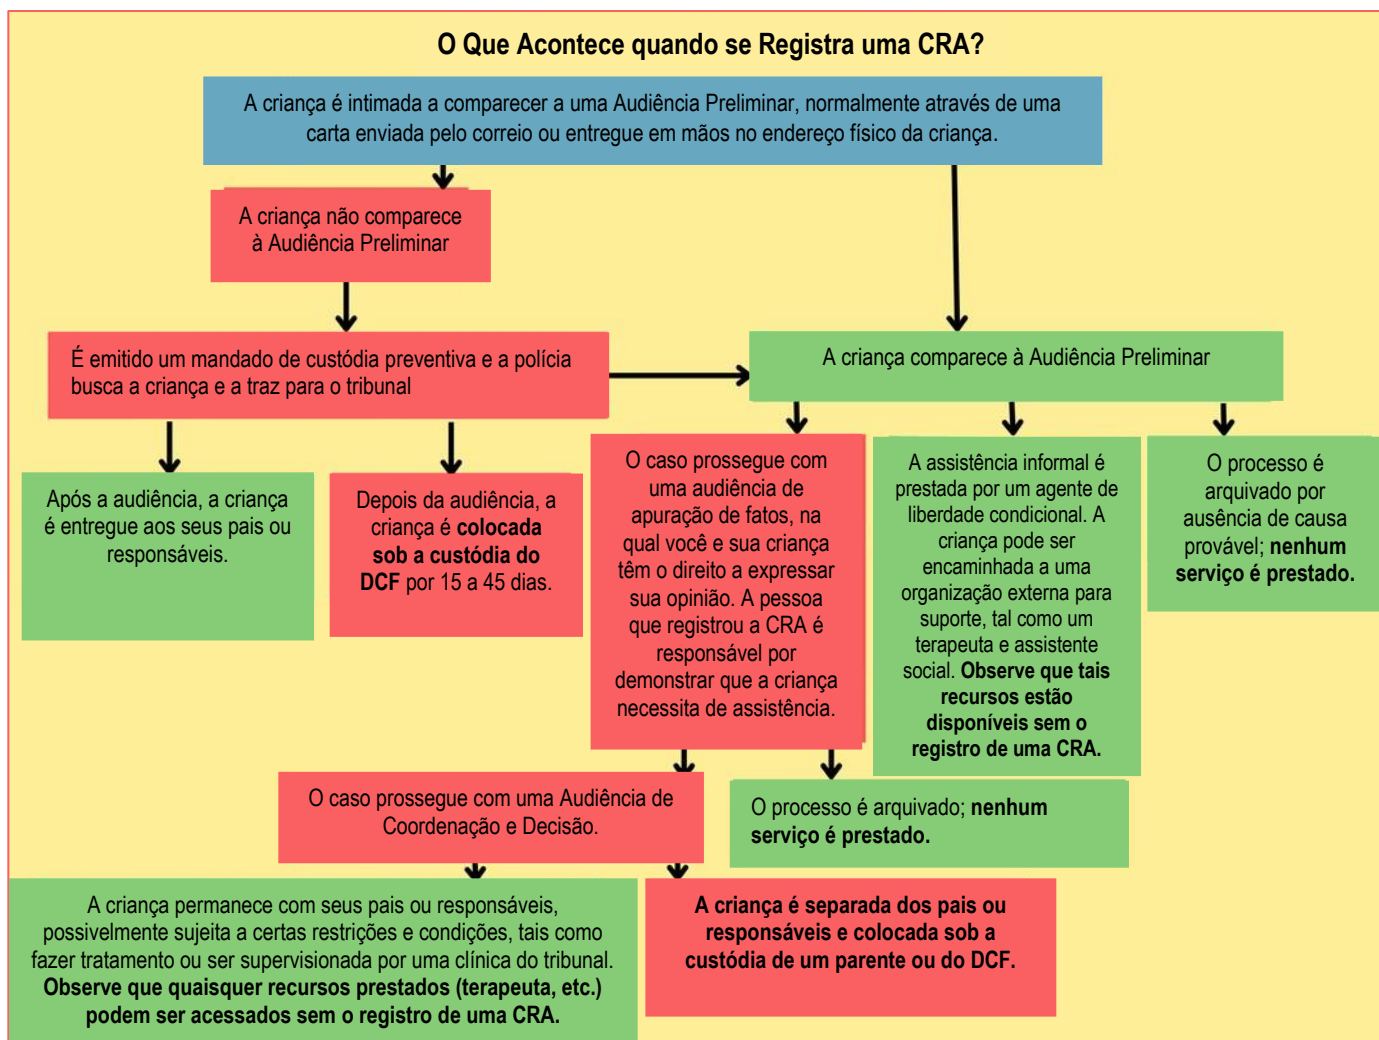 O Que Acontece quando se Registra uma CRA?
A criança é intimada a comparecer a uma Audiência Preliminar, normalmente através de uma
carta enviada pelo correio ou entregue em mãos no endereço físico da criança.
A criança não comparece
à Audiência Preliminar
É emitido um mandado de custódia preventiva e a polícia
busca a criança e a traz para o tribunal
A criança comparece à Audiência Preliminar
Após a audiência, a criança
é entregue aos seus pais ou
responsáveis.
Depois da audiência, a
criança é colocada
sob a custódia do
DCF por 15 a 45 dias.
O caso prossegue com
uma audiência de
apuração de fatos, na
qual você e sua criança
têm o direito a expressar
sua opinião. A pessoa
que registrou a CRA é
responsável por
demonstrar que a criança
necessita de assistência.
A assistência informal é
prestada por um agente de
liberdade condicional. A
criança pode ser
encaminhada a uma
organização externa para
suporte, tal como um
terapeuta e assistente
social. Observe que tais
recursos estão
disponíveis sem o
registro de uma CRA.
O processo é
arquivado por
ausência de causa
provável; nenhum
serviço é prestado.
O caso prossegue com uma Audiência de
Coordenação e Decisão.
O processo é arquivado; nenhum
serviço é prestado.
A criança permanece com seus pais ou responsáveis,
possivelmente sujeita a certas restrições e condições, tais como
fazer tratamento ou ser supervisionada por uma clínica do tribunal.
Observe que quaisquer recursos prestados (terapeuta, etc.)
podem ser acessados sem o registro de uma CRA.
A criança é separada dos pais ou
responsáveis e colocada sob a
custódia de um parente ou do DCF.